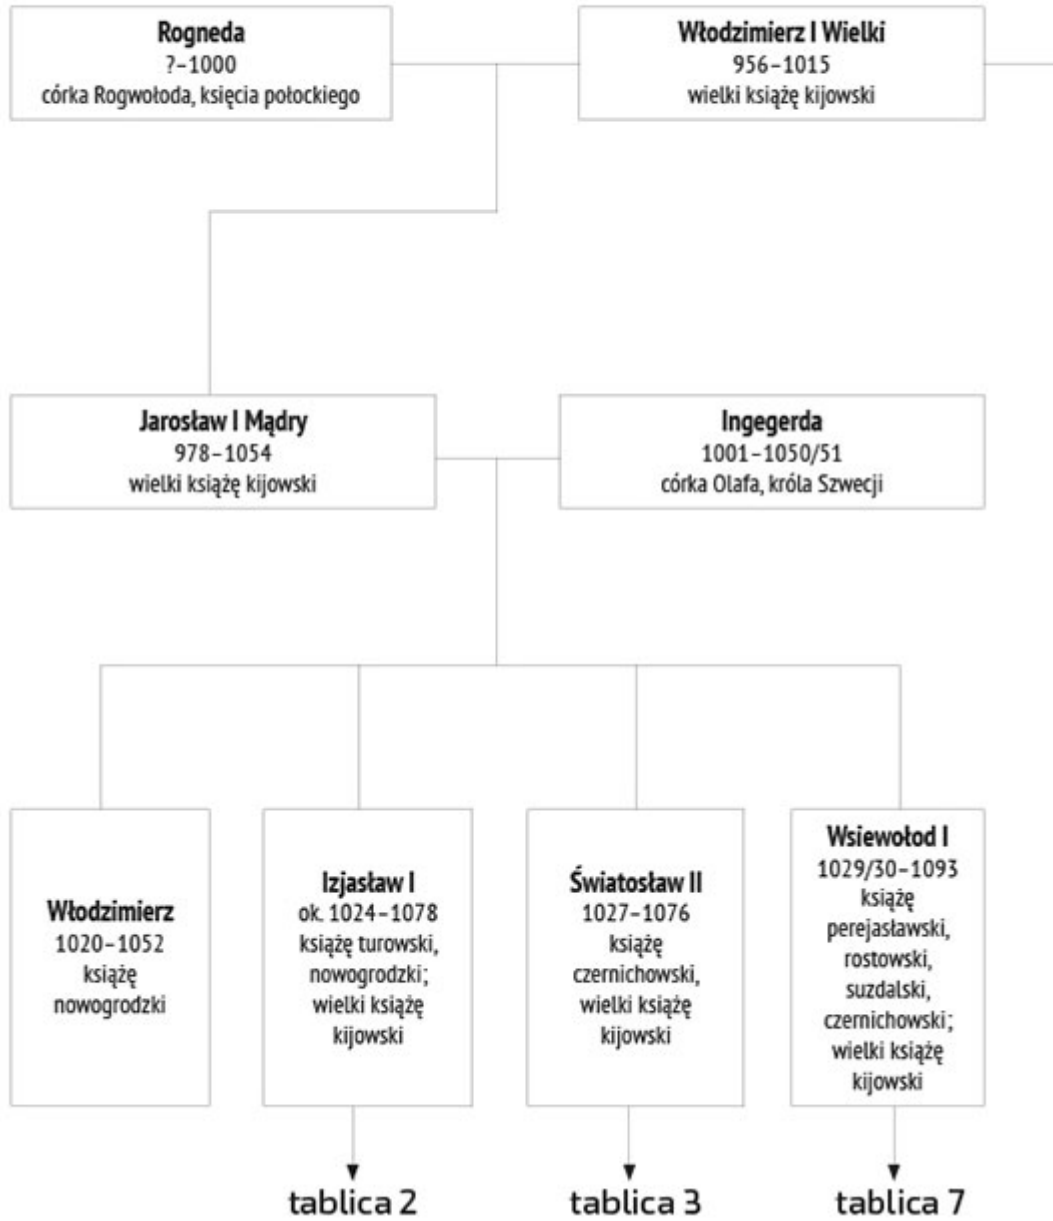 Rogneda
?–1000
córka Rogwołoda, księcia połockiego
Włodzimierz I Wielki
956–1015
wielki książę kijowski
Jarosław I Mądry
978–1054
wielki książę kijowski
Ingegerda
1001–1050/51
córka Olafa, króla Szwecji
Włodzimierz
1020–1052
książę
nowogrodzki
Izjasław I
ok. 1024–1078
książę turowski,
nowogrodzki;
wielki książę
kijowski
Światosław II
1027–1076
książę
czernichowski,
wielki książę
kijowski
Wsiewołod I
1029/30–1093
książę
perejasławski,
rostowski,
suzdalski,
czernichowski;
wielki książę
kijowski
tablica 2
tablica 3
tablica 7